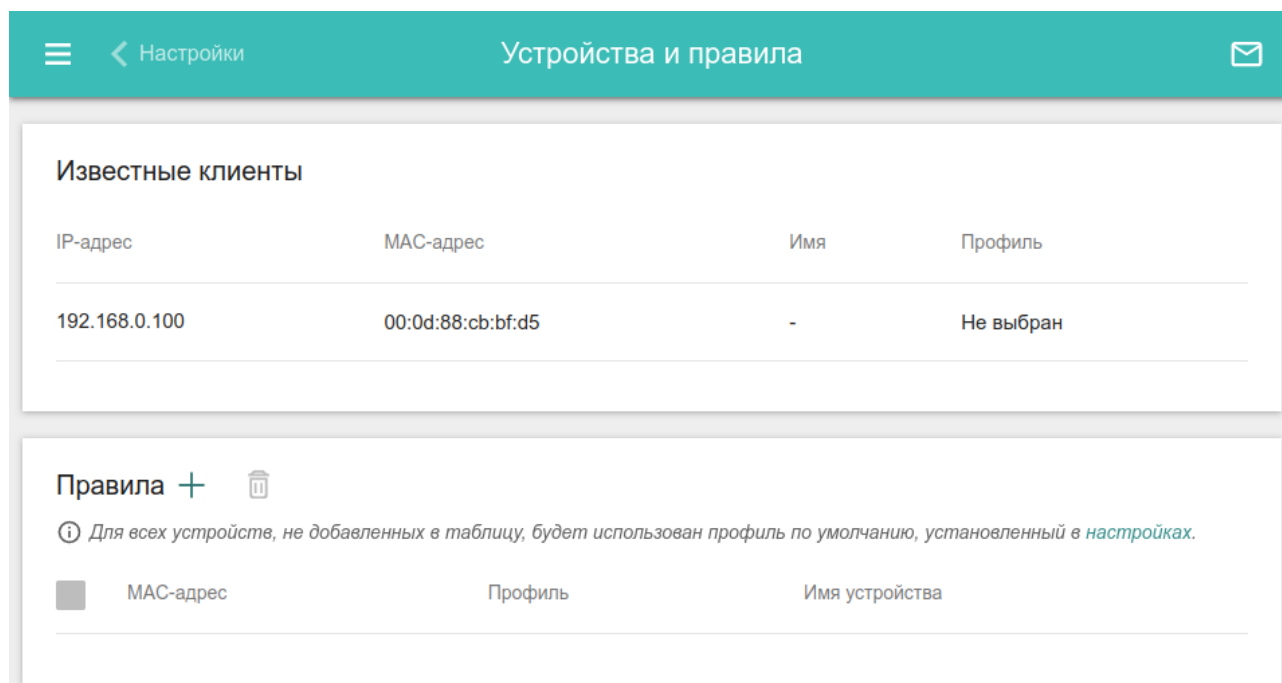 Настройки Устройства и правила
Известные клиенты
IP-адрес MAC-адрес Имя Профиль
192.168.0.100 00:0d:88:cb:bf:d5 - Не выбран
Правила
Для всех устройств, не добавленных в таблицу, будет использован профиль по умолчанию, установленный в настройках.
MAC-адрес Профиль Имя устройства